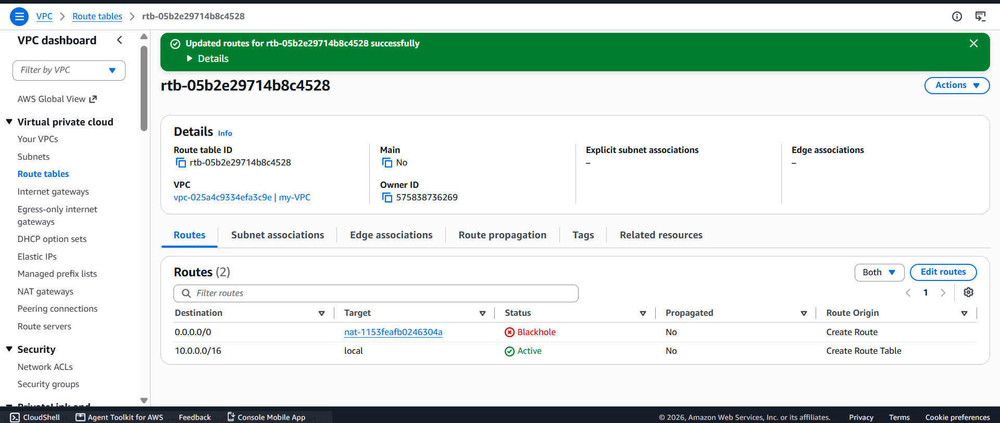 VPC > Route tables > rtb-05b2e29714b8c4528
VPC dashboard
Filter by VPC
AWS Global View
Virtual private cloud
Your VPCs
Subnets
Route tables
Internet gateways
Egress-only internet
gateways
DHCP option sets
Elastic IPs
Managed prefix lists
NAT gateways
Peering connections
Route servers
Security
Network ACLs
Security groups
PrivateLink and
Updated routes for rtb-05b2e29714b8c4528 successfully
Details
rtb-05b2e29714b8c4528
Actions
Details Info
Route table ID
rtb-05b2e29714b8c4528
Main
No
Explicit subnet associations
–
Edge associations
–
VPC
vpc-025a4c9334efa3c9e | my-VPC
Owner ID
575838736269
Routes Subnet associations Edge associations Route propagation Tags Related resources
Routes (2)
Both Edit routes
Filter routes
1
Destination Target Status Propagated Route Origin
0.0.0.0/0 nat-1153feafb0246304a Blackhole No Create Route
10.0.0.0/16 local Active No Create Route Table
CloudShell Agent Toolkit for AWS Feedback Console Mobile App
© 2026, Amazon Web Services, Inc. or its affiliates. Privacy Terms Cookie preferences